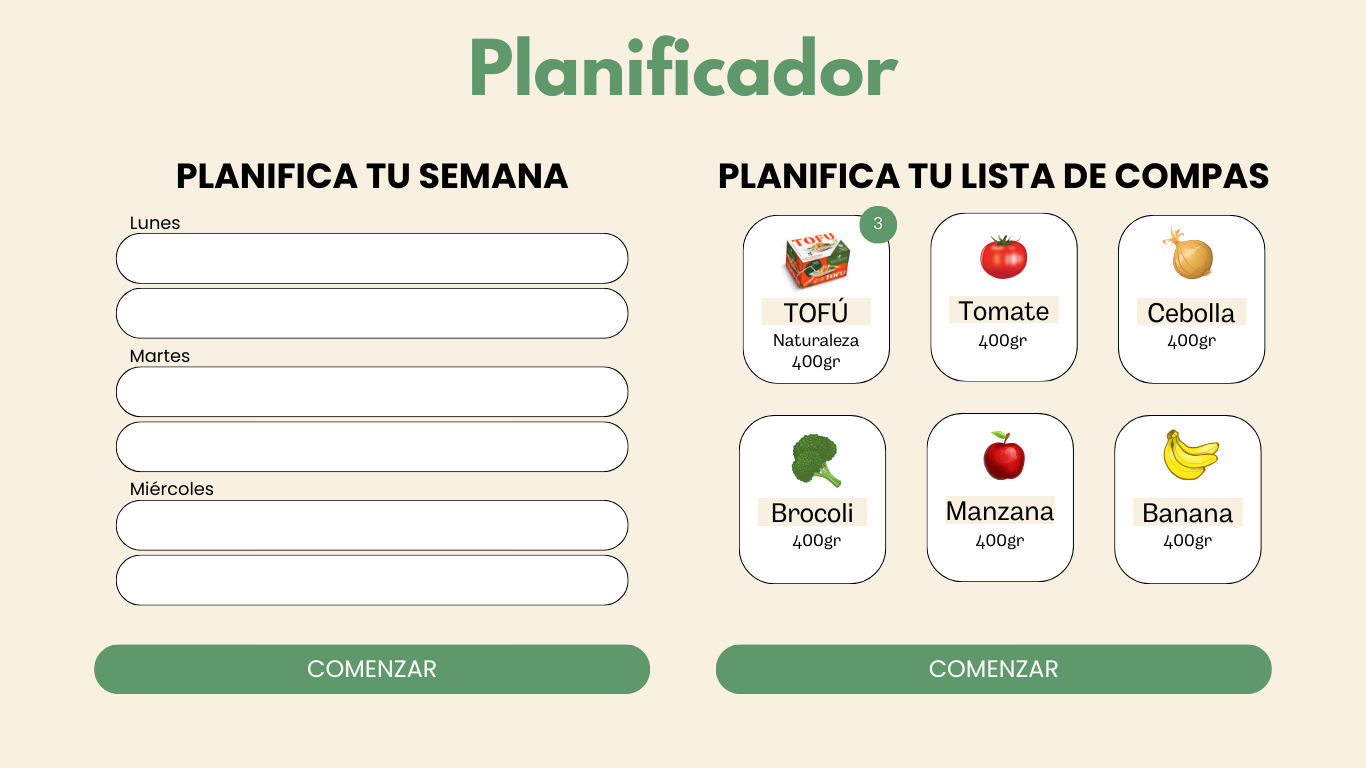 Planificador
PLANIFICA TU SEMANA
Lunes
Martes
Miércoles
COMENZAR
PLANIFICA TU LISTA DE COMPAS
3
TOFU
TOFU
TOFÚ
Naturaleza
400gr
Tomate
400gr
Cebolla
400gr
Brocoli
400gr
Manzana
400gr
Banana
400gr
COMENZAR